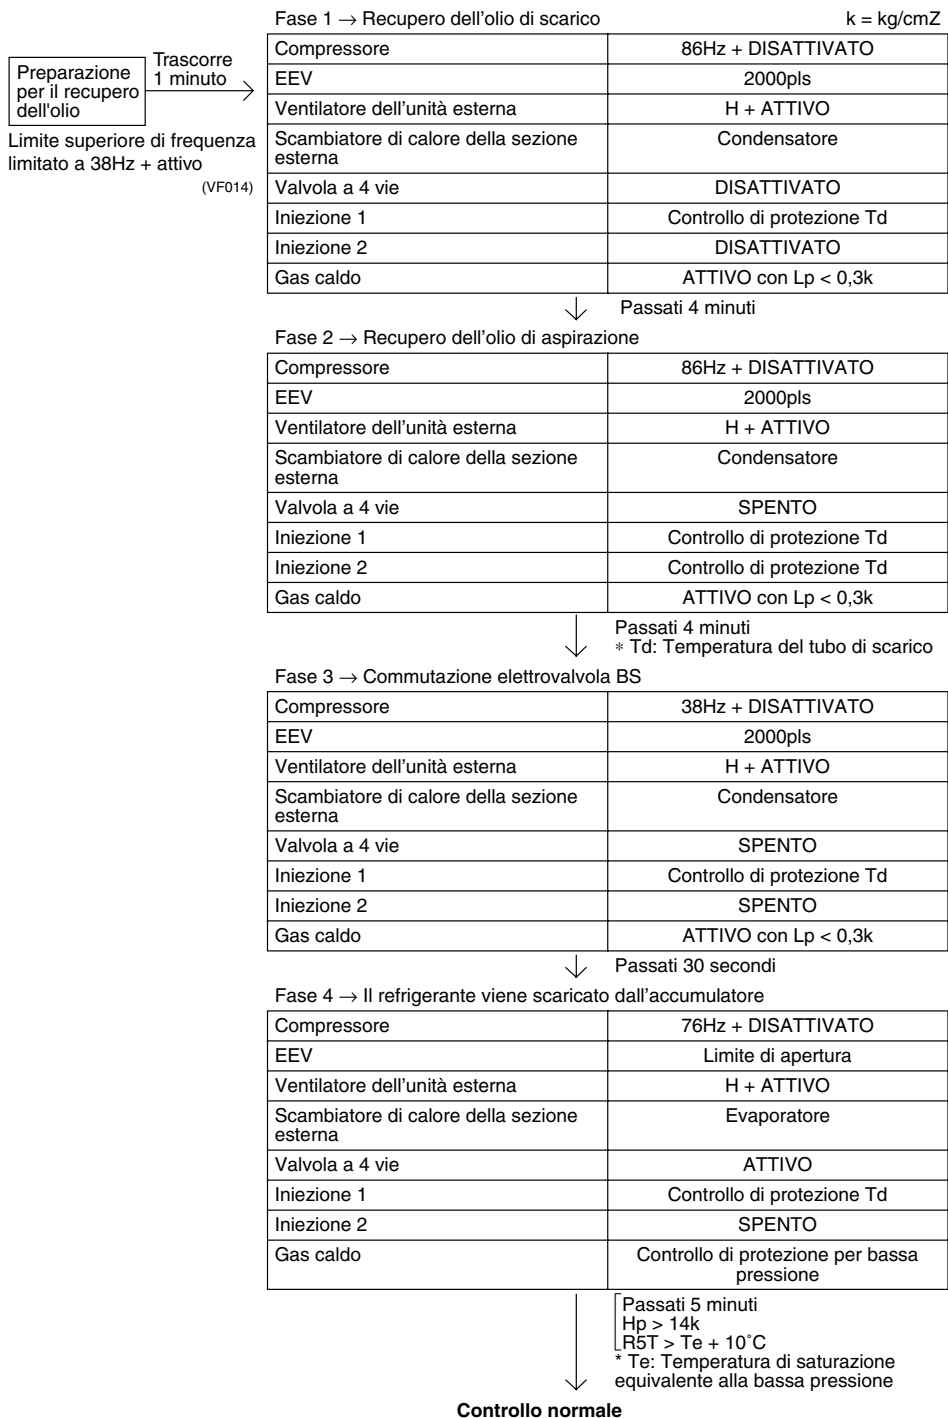 Fase 1 → Recupero dell'olio di scarico k = kg/cmZ
Preparazione
per il recupero
dell'olio
Trascorre
1 minuto
Limite superiore di frequenza
limitato a 38Hz + attivo
(VF014)
Compressore 86Hz + DISATTIVATO
EEV 2000pls
Ventilatore dell'unità esterna H + ATTIVO
Scambiatore di calore della sezione Condensatore
esterna
Valvola a 4 vie DISATTIVATO
Iniezione 1 Controllo di protezione Td
Iniezione 2 DISATTIVATO
Gas caldo ATTIVO con Lp < 0,3k
Passati 4 minuti
Fase 2 → Recupero dell'olio di aspirazione
Compressore 86Hz + DISATTIVATO
EEV 2000pls
Ventilatore dell'unità esterna H + ATTIVO
Scambiatore di calore della sezione Condensatore
esterna
Valvola a 4 vie SPENTO
Iniezione 1 Controllo di protezione Td
Iniezione 2 Controllo di protezione Td
Gas caldo ATTIVO con Lp < 0,3k
Passati 4 minuti
* Td: Temperatura del tubo di scarico
Fase 3 → Commutazione elettrovalvola BS
Compressore 38Hz + DISATTIVATO
EEV 2000pls
Ventilatore dell'unità esterna H + ATTIVO
Scambiatore di calore della sezione Condensatore
esterna
Valvola a 4 vie SPENTO
Iniezione 1 Controllo di protezione Td
Iniezione 2 SPENTO
Gas caldo ATTIVO con Lp < 0,3k
Passati 30 secondi
Fase 4 → Il refrigerante viene scaricato dall'accumulatore
Compressore 76Hz + DISATTIVATO
EEV Limite di apertura
Ventilatore dell'unità esterna H + ATTIVO
Scambiatore di calore della sezione Evaporatore
esterna
Valvola a 4 vie ATTIVO
Iniezione 1 Controllo di protezione Td
Iniezione 2 SPENTO
Gas caldo Controllo di protezione per bassa
pressione
Passati 5 minuti
Hp > 14k
R5T > Te + 10˚C
* Te: Temperatura di saturazione
equivalente alla bassa pressione
Controllo normale